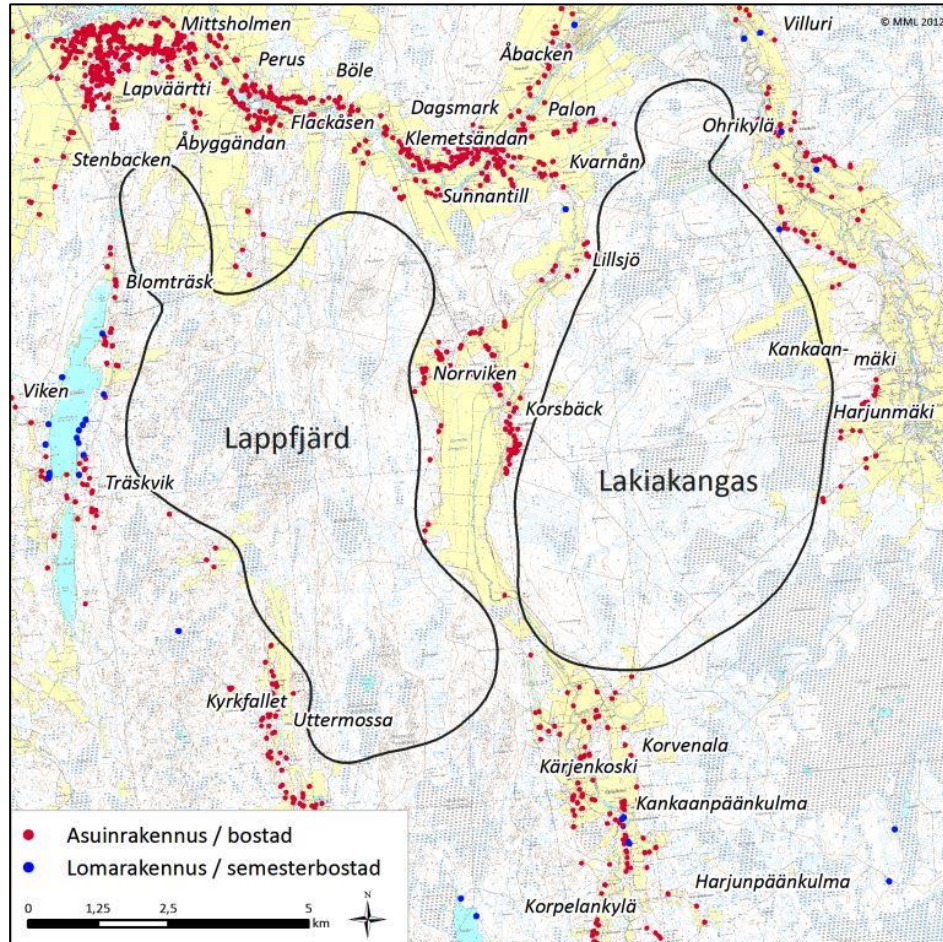 © MML 2012
Mittsholmen
Villuri
Åbacken
Perus
Böle
Lapväärtti
Dagsmark
Palon
Flackåsen
Ohrikylä
Åbyggändan
Klemetsändan
Stenbacken
Kvarnån
Sunnantill
Lillsjö
Blomträsk
Kankaan-
mäki
Norrviken
Viken
Korsbäck
Harjunmäki
Lappfjärd
Lakiakangas
Träskvik
Kyrkfallet
Uttermossa
Korvenala
Kärjenkoski
Kankaanpäänkulma
Harjunpäänkulma
Korpelankylä
Asuinrakennus / bostad
Lomarakennus / semesterbostad
0 1,25 2,5 5
km
N